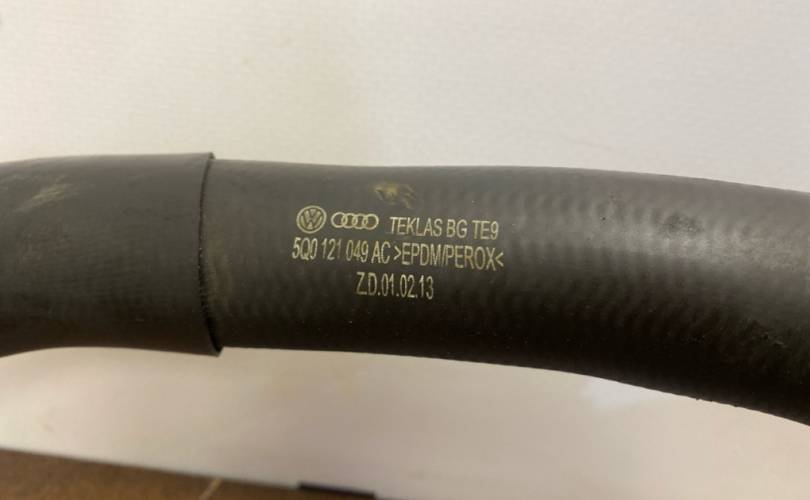 TEKLAS BG TE9
5Q0 121 049 AC >EPDM/PEROX<
Z.D.01.02.13